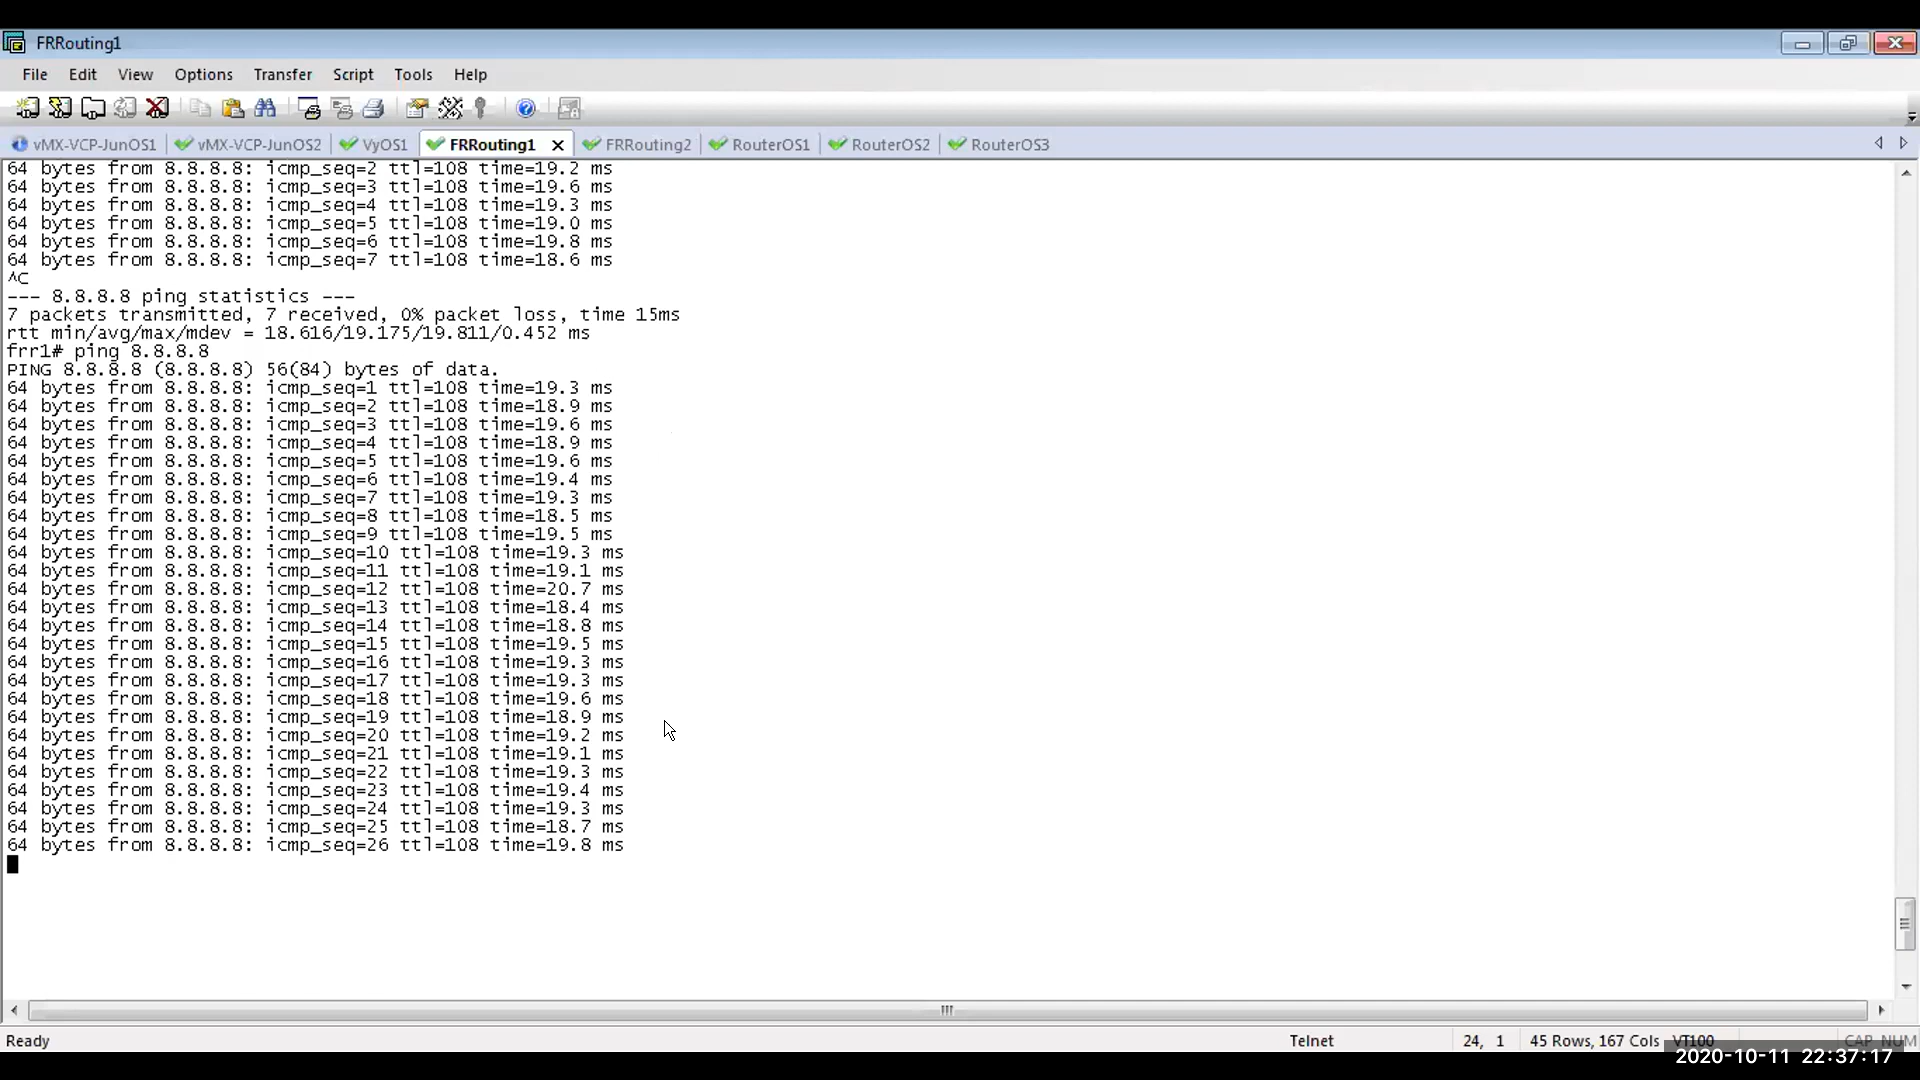 FRRouting1
File Edit View Options Transfer Script Tools Help
vMX-VCP-JunOS1 vMX-VCP-JunOS2 VyOS1 FRRouting1 FRRouting2 RouterOS1 RouterOS2 RouterOS3
64 bytes from 8.8.8.8: icmp_seq=2 ttl=108 time=19.2 ms
64 bytes from 8.8.8.8: icmp_seq=3 ttl=108 time=19.6 ms
64 bytes from 8.8.8.8: icmp_seq=4 ttl=108 time=19.3 ms
64 bytes from 8.8.8.8: icmp_seq=5 ttl=108 time=19.0 ms
64 bytes from 8.8.8.8: icmp_seq=6 ttl=108 time=19.8 ms
64 bytes from 8.8.8.8: icmp_seq=7 ttl=108 time=18.6 ms
^C
--- 8.8.8.8 ping statistics ---
7 packets transmitted, 7 received, 0% packet loss, time 15ms
rtt min/avg/max/mdev = 18.616/19.175/19.811/0.452 ms
frr1# ping 8.8.8.8
PING 8.8.8.8 (8.8.8.8) 56(84) bytes of data.
64 bytes from 8.8.8.8: icmp_seq=1 ttl=108 time=19.3 ms
64 bytes from 8.8.8.8: icmp_seq=2 ttl=108 time=18.9 ms
64 bytes from 8.8.8.8: icmp_seq=3 ttl=108 time=19.6 ms
64 bytes from 8.8.8.8: icmp_seq=4 ttl=108 time=18.9 ms
64 bytes from 8.8.8.8: icmp_seq=5 ttl=108 time=19.6 ms
64 bytes from 8.8.8.8: icmp_seq=6 ttl=108 time=19.4 ms
64 bytes from 8.8.8.8: icmp_seq=7 ttl=108 time=19.3 ms
64 bytes from 8.8.8.8: icmp_seq=8 ttl=108 time=18.5 ms
64 bytes from 8.8.8.8: icmp_seq=9 ttl=108 time=19.5 ms
64 bytes from 8.8.8.8: icmp_seq=10 ttl=108 time=19.3 ms
64 bytes from 8.8.8.8: icmp_seq=11 ttl=108 time=19.1 ms
64 bytes from 8.8.8.8: icmp_seq=12 ttl=108 time=20.7 ms
64 bytes from 8.8.8.8: icmp_seq=13 ttl=108 time=18.4 ms
64 bytes from 8.8.8.8: icmp_seq=14 ttl=108 time=18.8 ms
64 bytes from 8.8.8.8: icmp_seq=15 ttl=108 time=19.5 ms
64 bytes from 8.8.8.8: icmp_seq=16 ttl=108 time=19.3 ms
64 bytes from 8.8.8.8: icmp_seq=17 ttl=108 time=19.3 ms
64 bytes from 8.8.8.8: icmp_seq=18 ttl=108 time=19.6 ms
64 bytes from 8.8.8.8: icmp_seq=19 ttl=108 time=18.9 ms
64 bytes from 8.8.8.8: icmp_seq=20 ttl=108 time=19.2 ms
64 bytes from 8.8.8.8: icmp_seq=21 ttl=108 time=19.1 ms
64 bytes from 8.8.8.8: icmp_seq=22 ttl=108 time=19.3 ms
64 bytes from 8.8.8.8: icmp_seq=23 ttl=108 time=19.4 ms
64 bytes from 8.8.8.8: icmp_seq=24 ttl=108 time=19.3 ms
64 bytes from 8.8.8.8: icmp_seq=25 ttl=108 time=18.7 ms
64 bytes from 8.8.8.8: icmp_seq=26 ttl=108 time=19.8 ms
Ready Telnet 24, 1 45 Rows, 167 Cols VT100 CAP NUM
2020-10-11 22:37:17